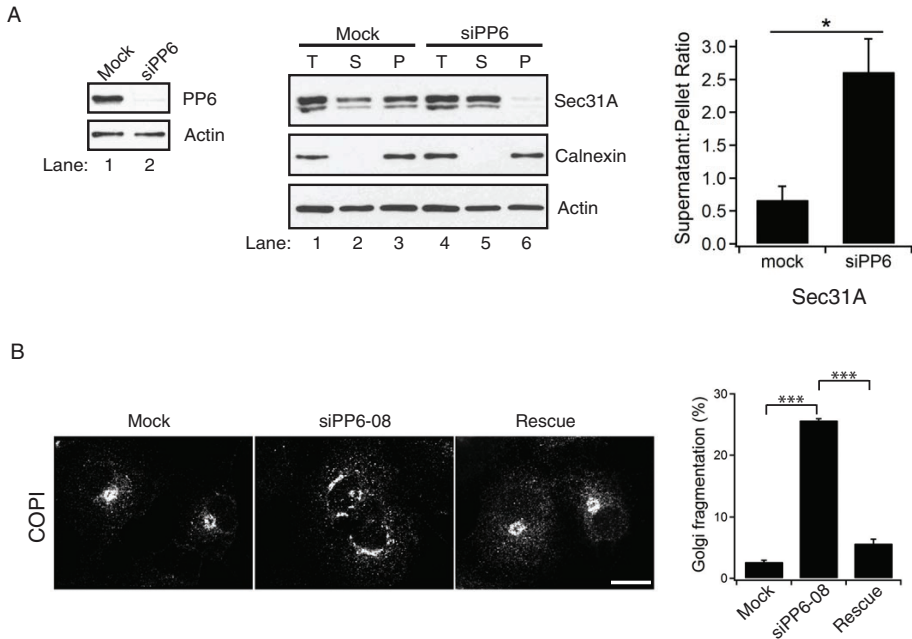 A
Mock siPP6
PP6
Actin
Lane: 1 2
Mock siPP6
T S P T S P
Sec31A
Calnexin
Actin
Lane: 1 2 3 4 5 6
Supernatant:Pellet Ratio
3.0
2.5
2.0
1.5
1.0
0.5
0.0
*
mock siPP6
Sec31A
B
Mock siPP6-08 Rescue
COPI
Golgi fragmentation (%)
30
20
10
0
*** ***
Mock siPP6-08 Rescue